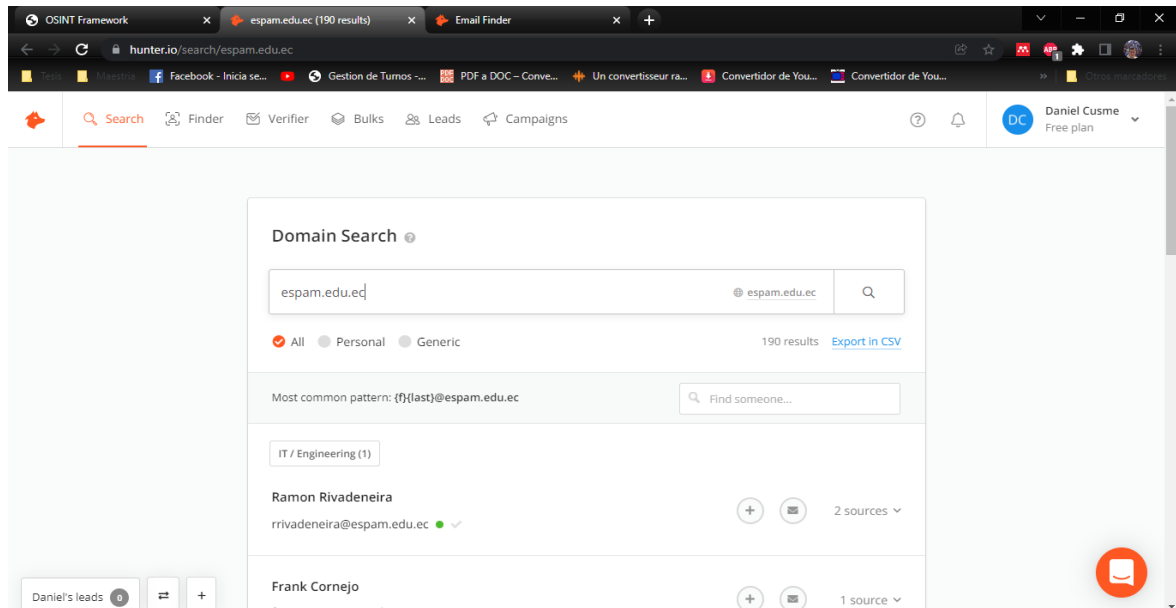 OSINT Framework
espam.edu.ec (190 results)
Email Finder
hunter.io/search/espam.edu.ec
1
Tesis Maestria Facebook - Inicia se... Gestion de Turnos -... PDF a DOC – Conve... Un convertisseur ra... Convertidor de You... Convertidor de You... » Otros marcadores
Search Finder Verifier Bulks Leads Campaigns
DC Daniel Cusme
Free plan
Domain Search
espam.edu.ec espam.edu.ec
All Personal Generic 190 results Export in CSV
Most common pattern: {f}{last}@espam.edu.ec Find someone...
IT / Engineering (1)
Ramon Rivadeneira
rrivadeneira@espam.edu.ec 2 sources
Frank Cornejo
1 source
Daniel's leads 0